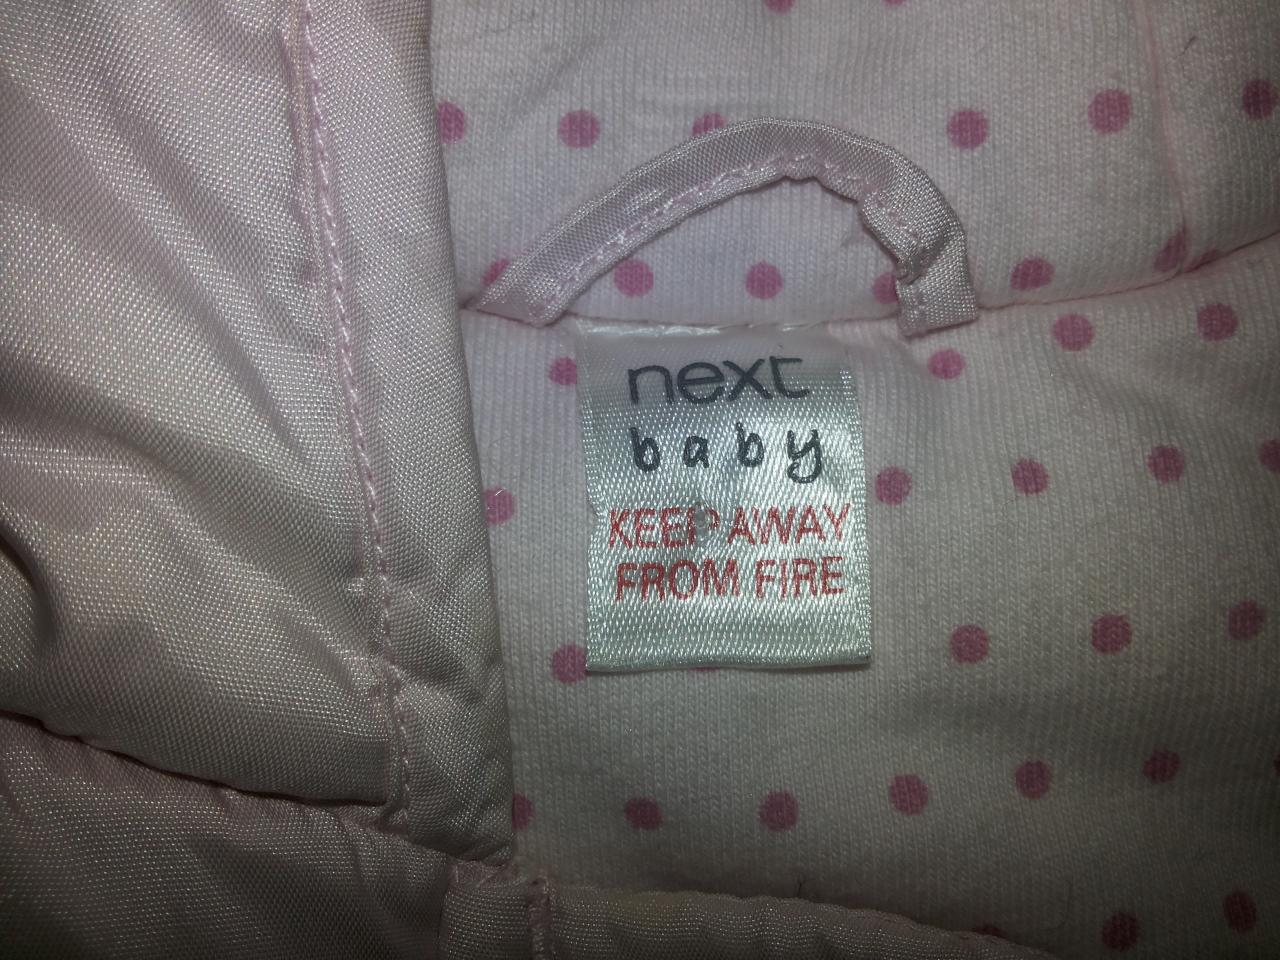 next
baby
KEEP AWAY
FROM FIRE